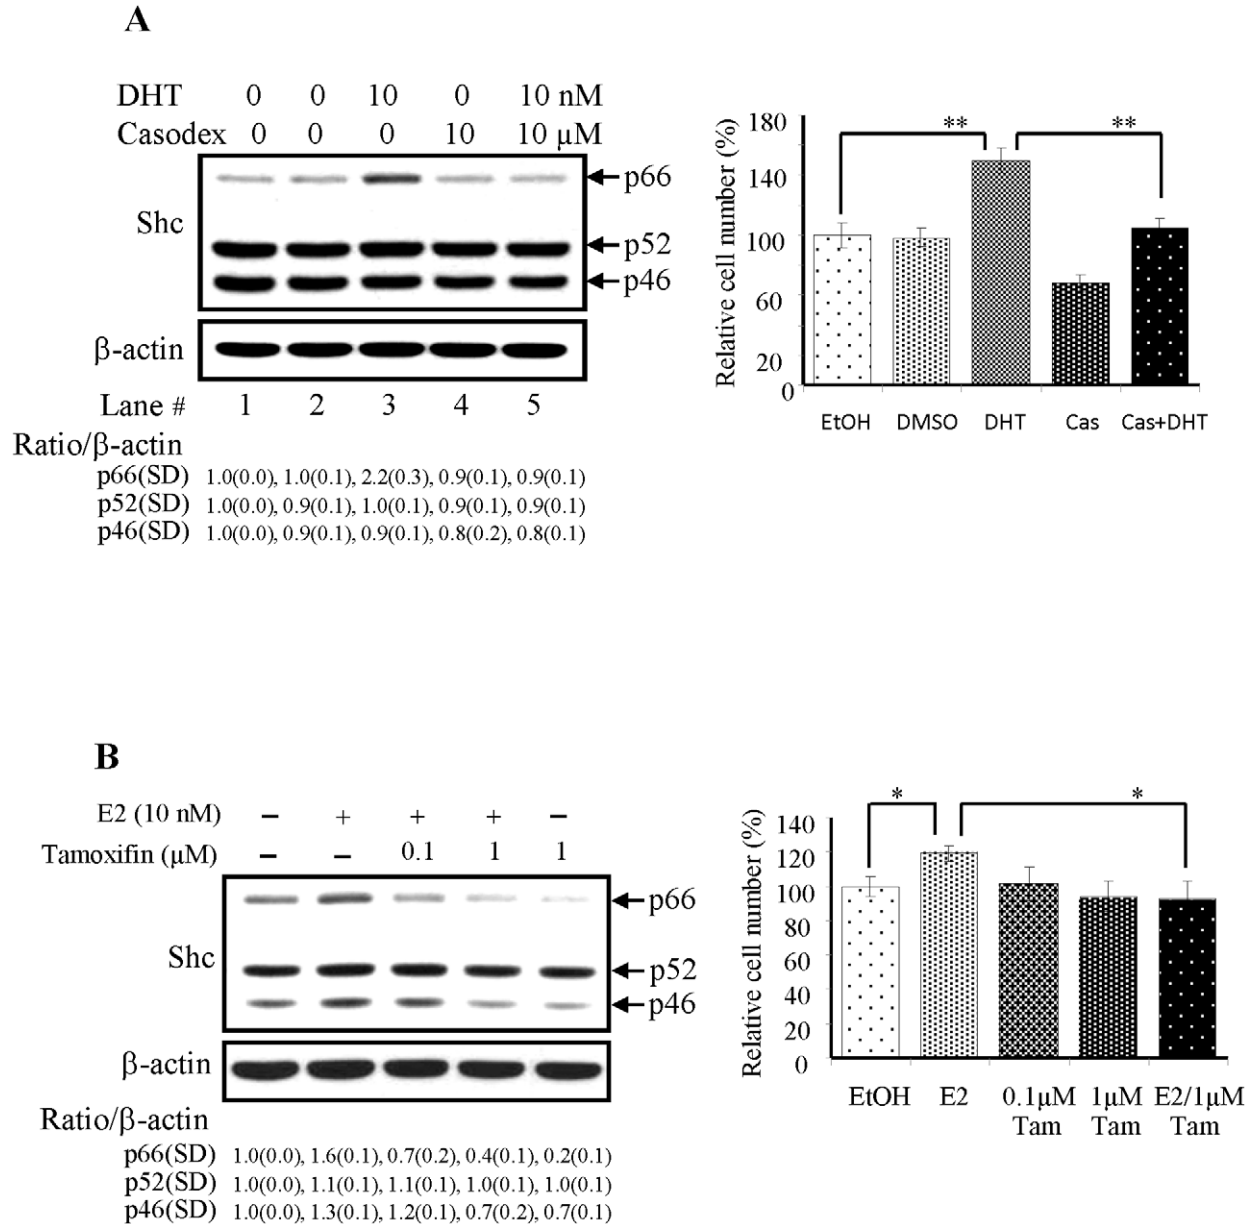 A
DHT 0 0 10 0 10 nM
Casodex 0 0 0 10 10 μM
Shc
p66
p52
p46
β-actin
Lane # 1 2 3 4 5
Ratio/β-actin
p66(SD) 1.0(0.0), 1.0(0.1), 2.2(0.3), 0.9(0.1), 0.9(0.1)
p52(SD) 1.0(0.0), 0.9(0.1), 1.0(0.1), 0.9(0.1), 0.9(0.1)
p46(SD) 1.0(0.0), 0.9(0.1), 0.9(0.1), 0.8(0.2), 0.8(0.1)
Relative cell number (%)
180
140
100
60
20
0
** **
EtOH DMSO DHT Cas Cas+DHT
B
E2 (10 nM) – + + + –
Tamoxifin (μM) – – 0.1 1 1
Shc
p66
p52
p46
β-actin
Ratio/β-actin
p66(SD) 1.0(0.0), 1.6(0.1), 0.7(0.2), 0.4(0.1), 0.2(0.1)
p52(SD) 1.0(0.0), 1.1(0.1), 1.1(0.1), 1.0(0.1), 1.0(0.1)
p46(SD) 1.0(0.0), 1.3(0.1), 1.2(0.1), 0.7(0.2), 0.7(0.1)
Relative cell number (%)
140
120
100
80
60
40
20
0
* *
EtOH E2 0.1μM 1μM E2/1μM
Tam Tam Tam